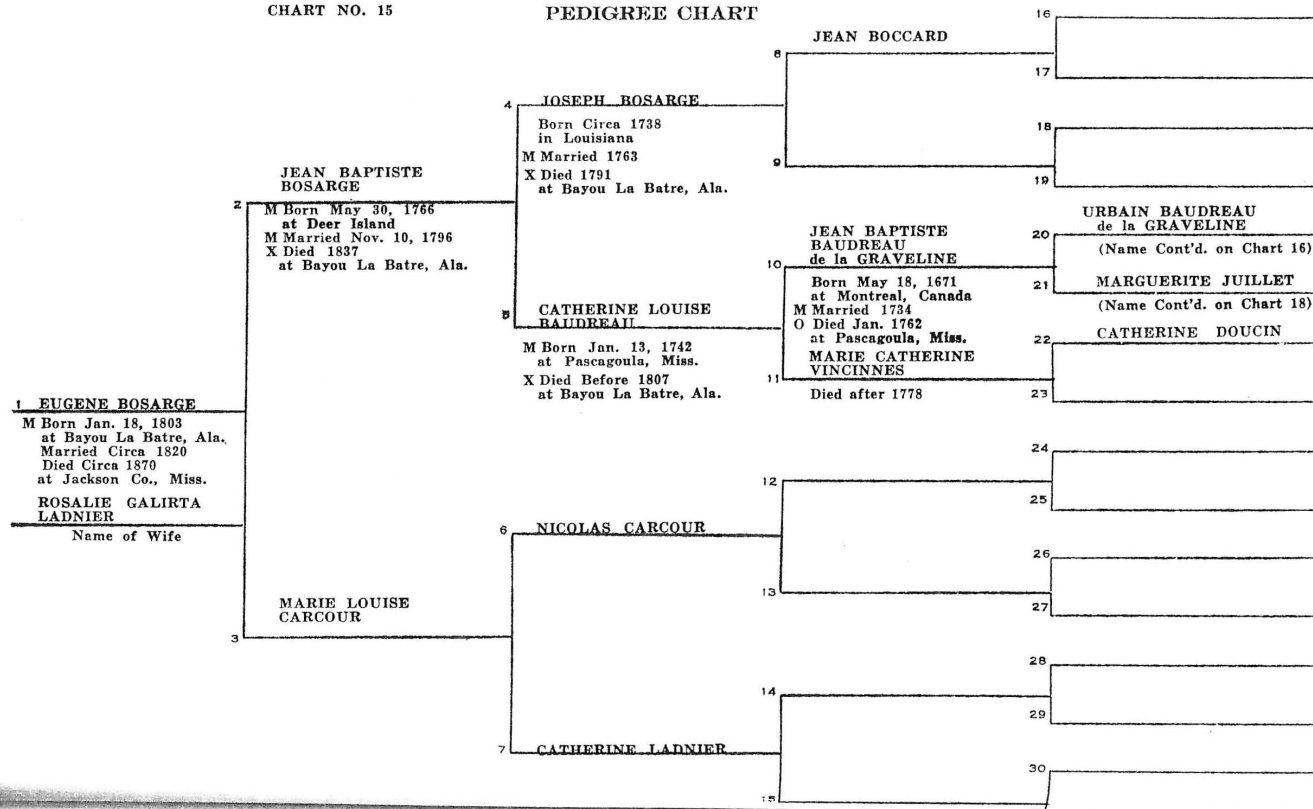 CHART NO. 15
PEDIGREE CHART
1 EUGENE BOSARGE
M Born Jan. 18, 1803
at Bayou La Batre, Ala.
Married Circa 1820
Died Circa 1870
at Jackson Co., Miss.
ROSALIE GALIRTA
LADNIER
Name of Wife
2
JEAN BAPTISTE
BOSARGE
M Born May 30, 1766
at Deer Island
M Married Nov. 10, 1796
X Died 1837
at Bayou La Batre, Ala.
3
MARIE LOUISE
CARCOUR
4 JOSEPH BOSARGE
Born Circa 1738
in Louisiana
M Married 1763
X Died 1791
at Bayou La Batre, Ala.
5
CATHERINE LOUISE
BAUDREAU
M Born Jan. 13, 1742
at Pascagoula, Miss.
X Died Before 1807
at Bayou La Batre, Ala.
6 NICOLAS CARCOUR
7 CATHERINE LADNIER
8
JEAN BOCCARD
9
10
JEAN BAPTISTE
BAUDREAU
de la GRAVELINE
Born May 18, 1671
at Montreal, Canada
M Married 1734
O Died Jan. 1762
at Pascagoula, Miss.
11
MARIE CATHERINE
VINCINNES
Died after 1778
12
13
14
15
16
17
18
19
20
URBAIN BAUDREAU
de la GRAVELINE
(Name Cont'd. on Chart 16)
21
MARGUERITE JUILLET
(Name Cont'd. on Chart 18)
22
CATHERINE DOUCIN
23
24
25
26
27
28
29
30